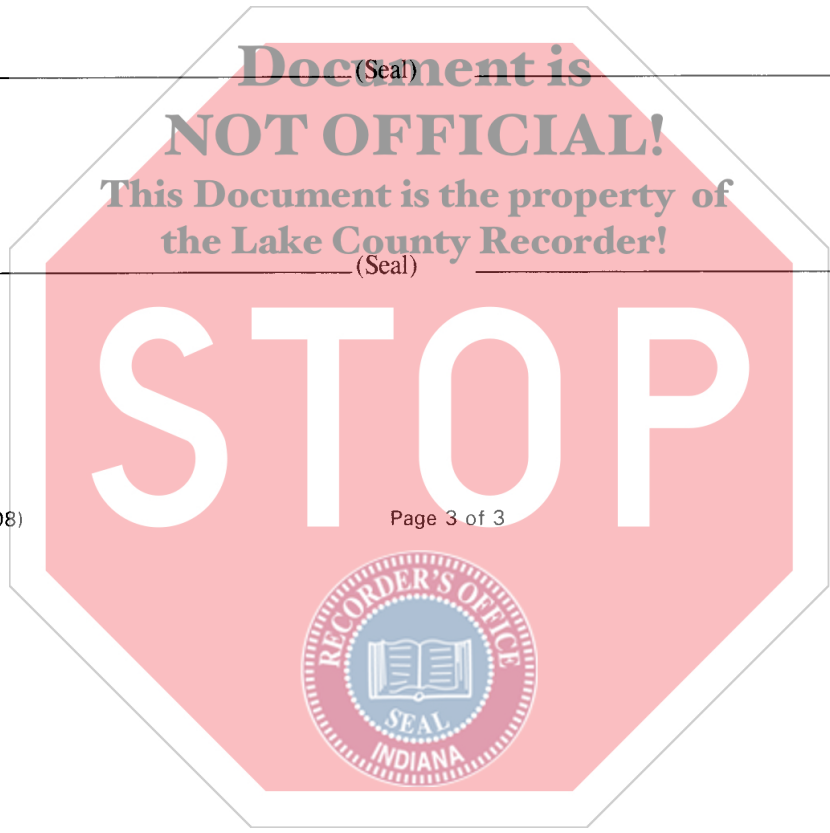 Document is
(Seal)
NOT OFFICIAL!
This Document is the property of
the Lake County Recorder!
(Seal)
STOP
08)
Page 3 of 3
RECORDER'S OFFICE
SEAL
INDIANA